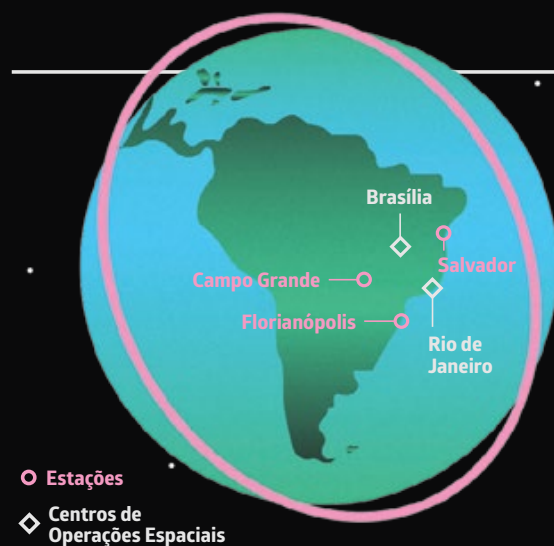 Brasília
Salvador
Campo Grande
Florianópolis
Rio de
Janeiro
Estações
Centros de
Operações Espaciais